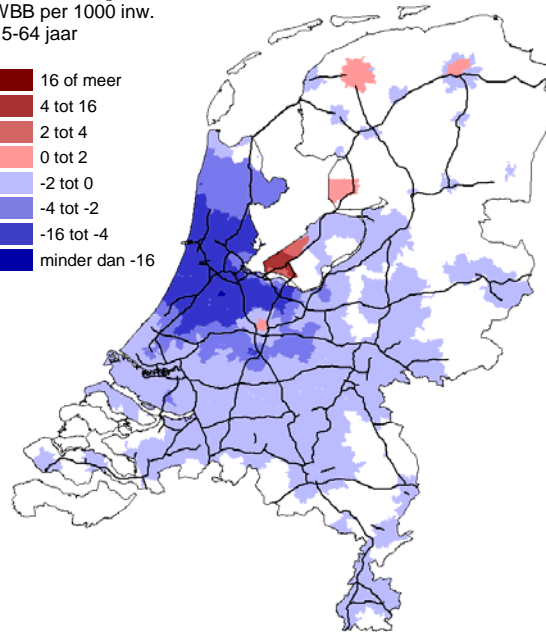 WBB per 1000 inw.
5-64 jaar
16 of meer
4 tot 16
2 tot 4
0 tot 2
-2 tot 0
-4 tot -2
-16 tot -4
minder dan -16